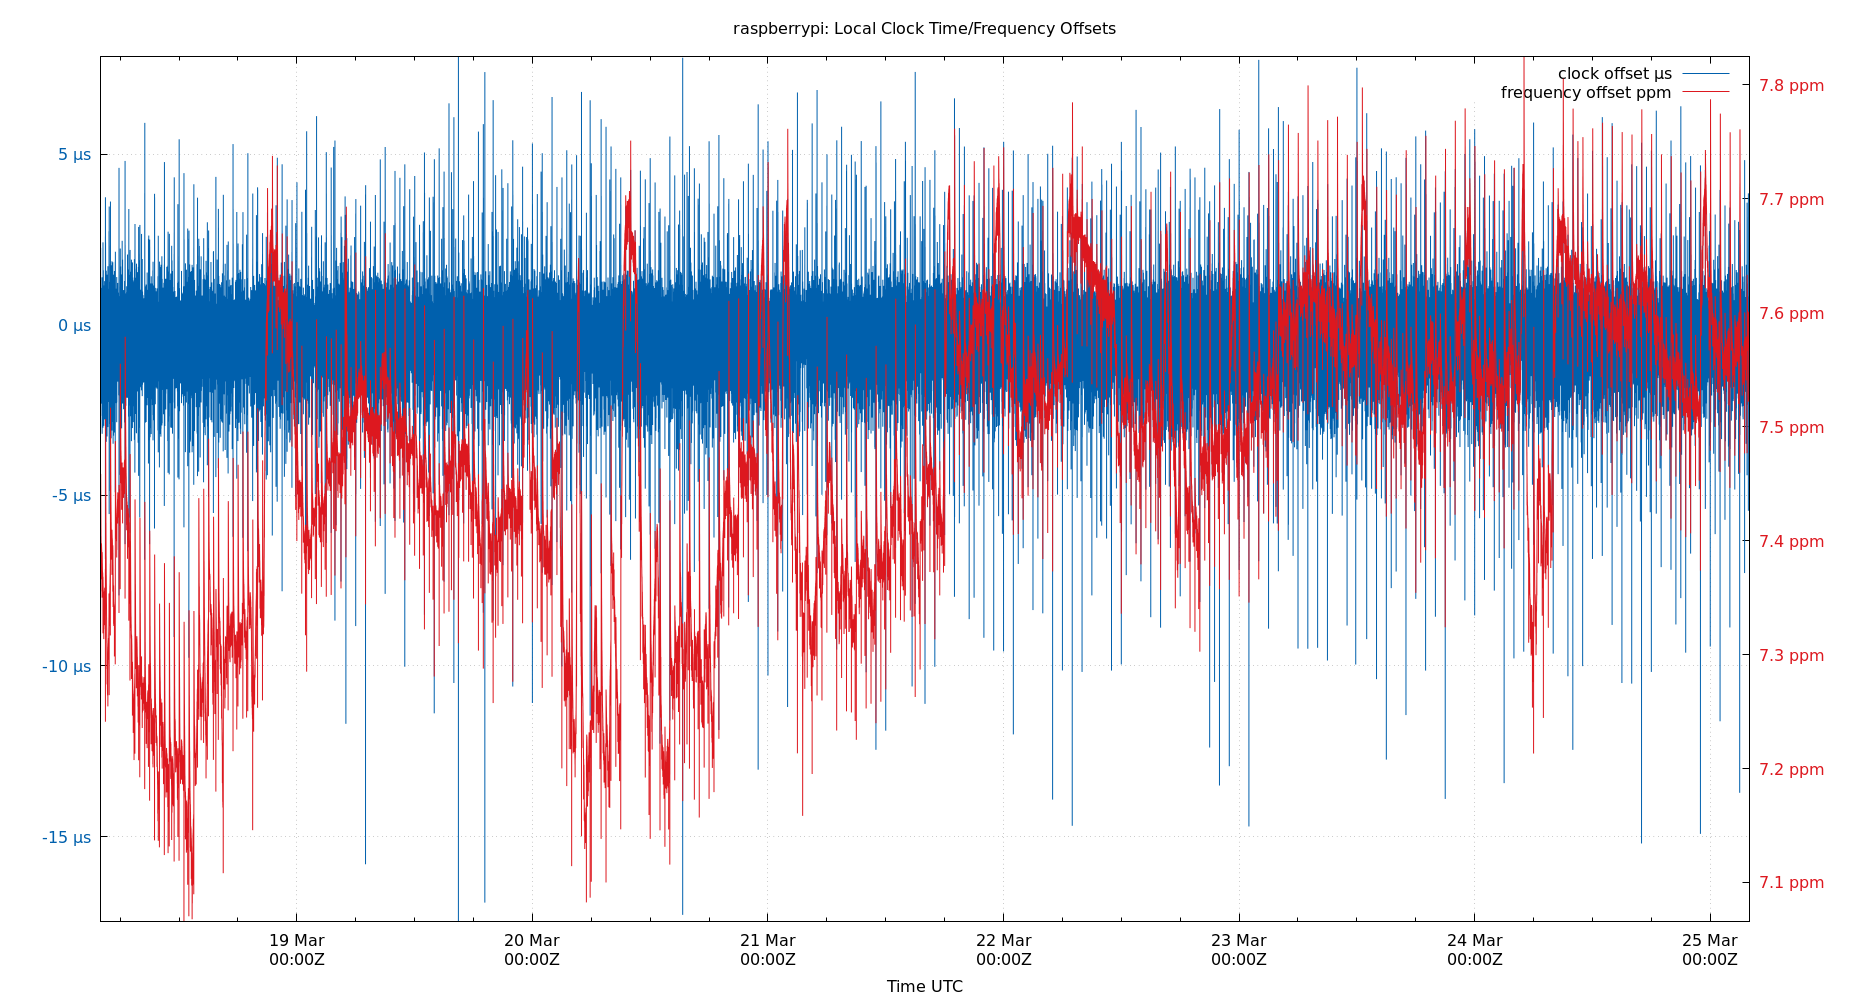 raspberrypi: Local Clock Time/Frequency Offsets
clock offset µs
frequency offset ppm
5 µs
0 µs
-5 µs
-10 µs
-15 µs
7.8 ppm
7.7 ppm
7.6 ppm
7.5 ppm
7.4 ppm
7.3 ppm
7.2 ppm
7.1 ppm
19 Mar 20 Mar 21 Mar 22 Mar 23 Mar 24 Mar 25 Mar
00:00Z 00:00Z 00:00Z 00:00Z 00:00Z 00:00Z 00:00Z
Time UTC